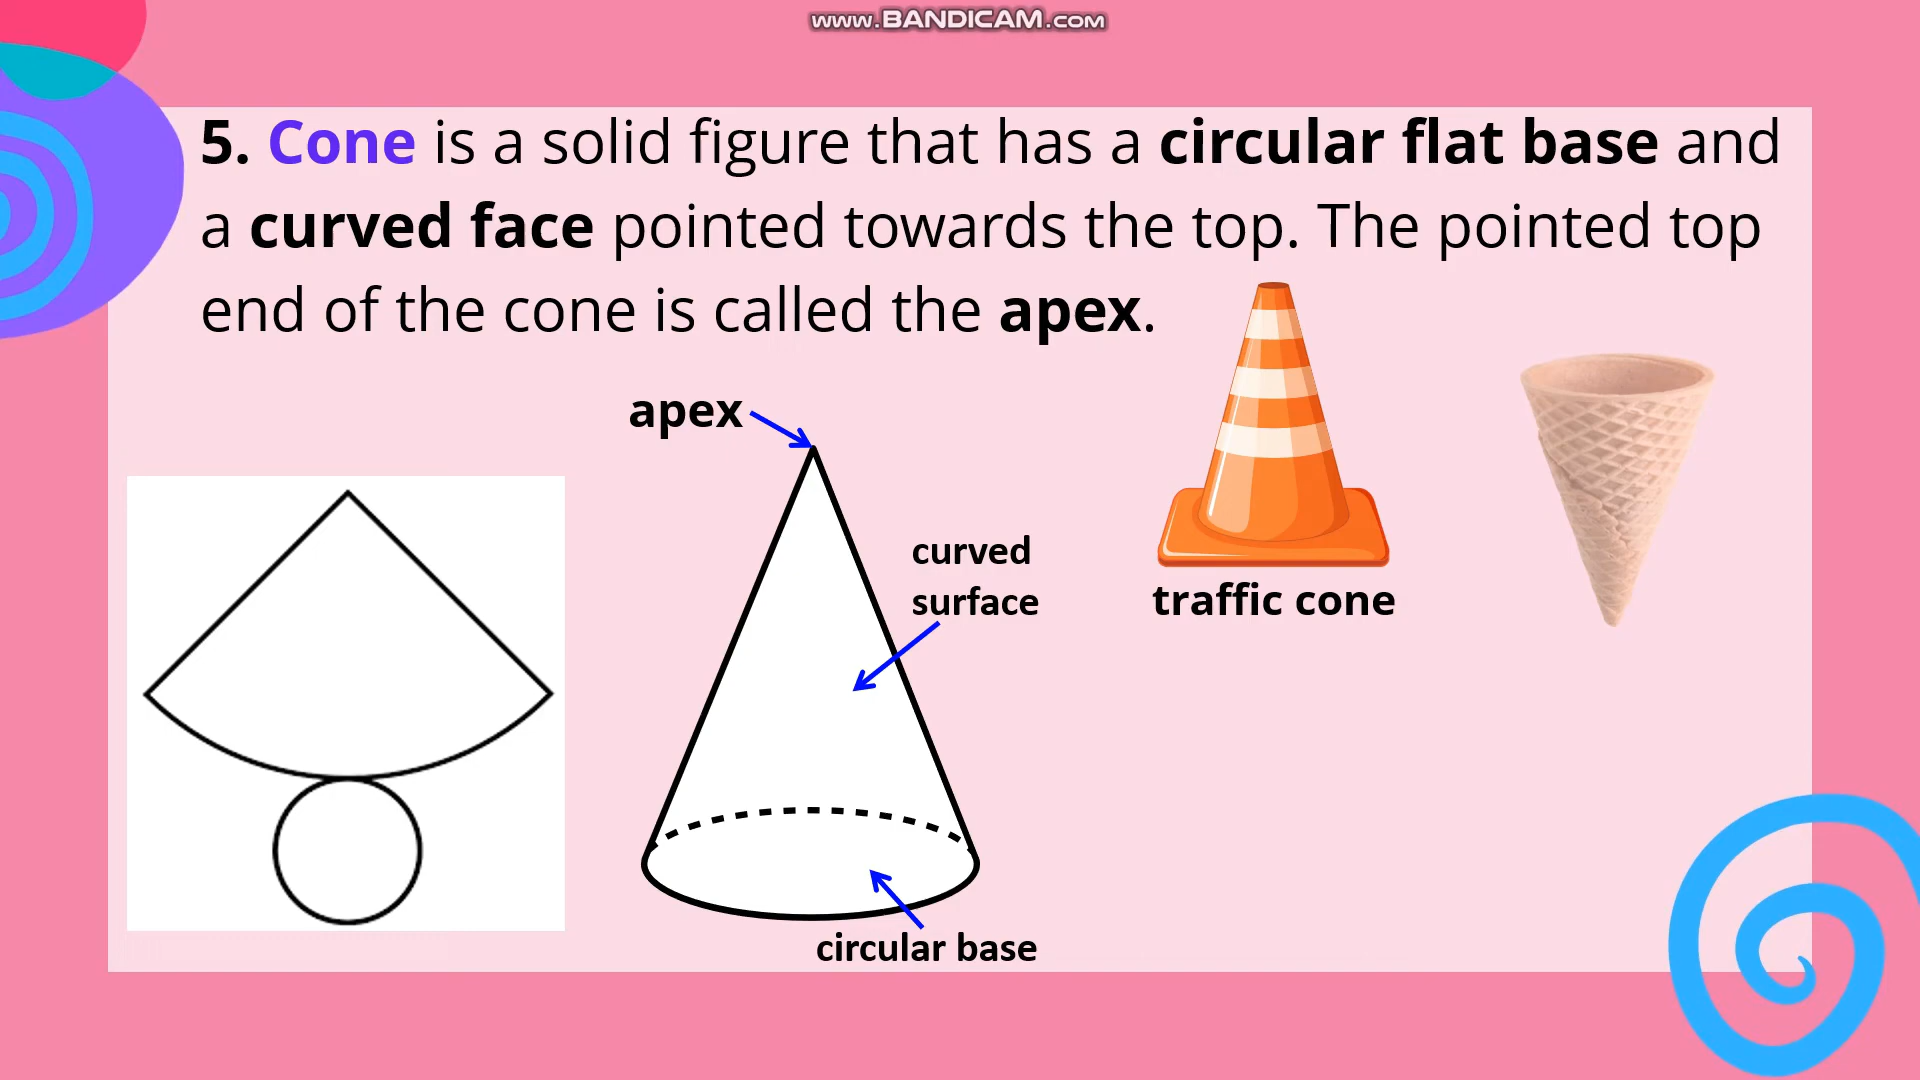 www.BANDICAM.com
5. Cone is a solid figure that has a circular flat base and
a curved face pointed towards the top. The pointed top
end of the cone is called the apex.
apex
curved
surface
traffic cone
circular base